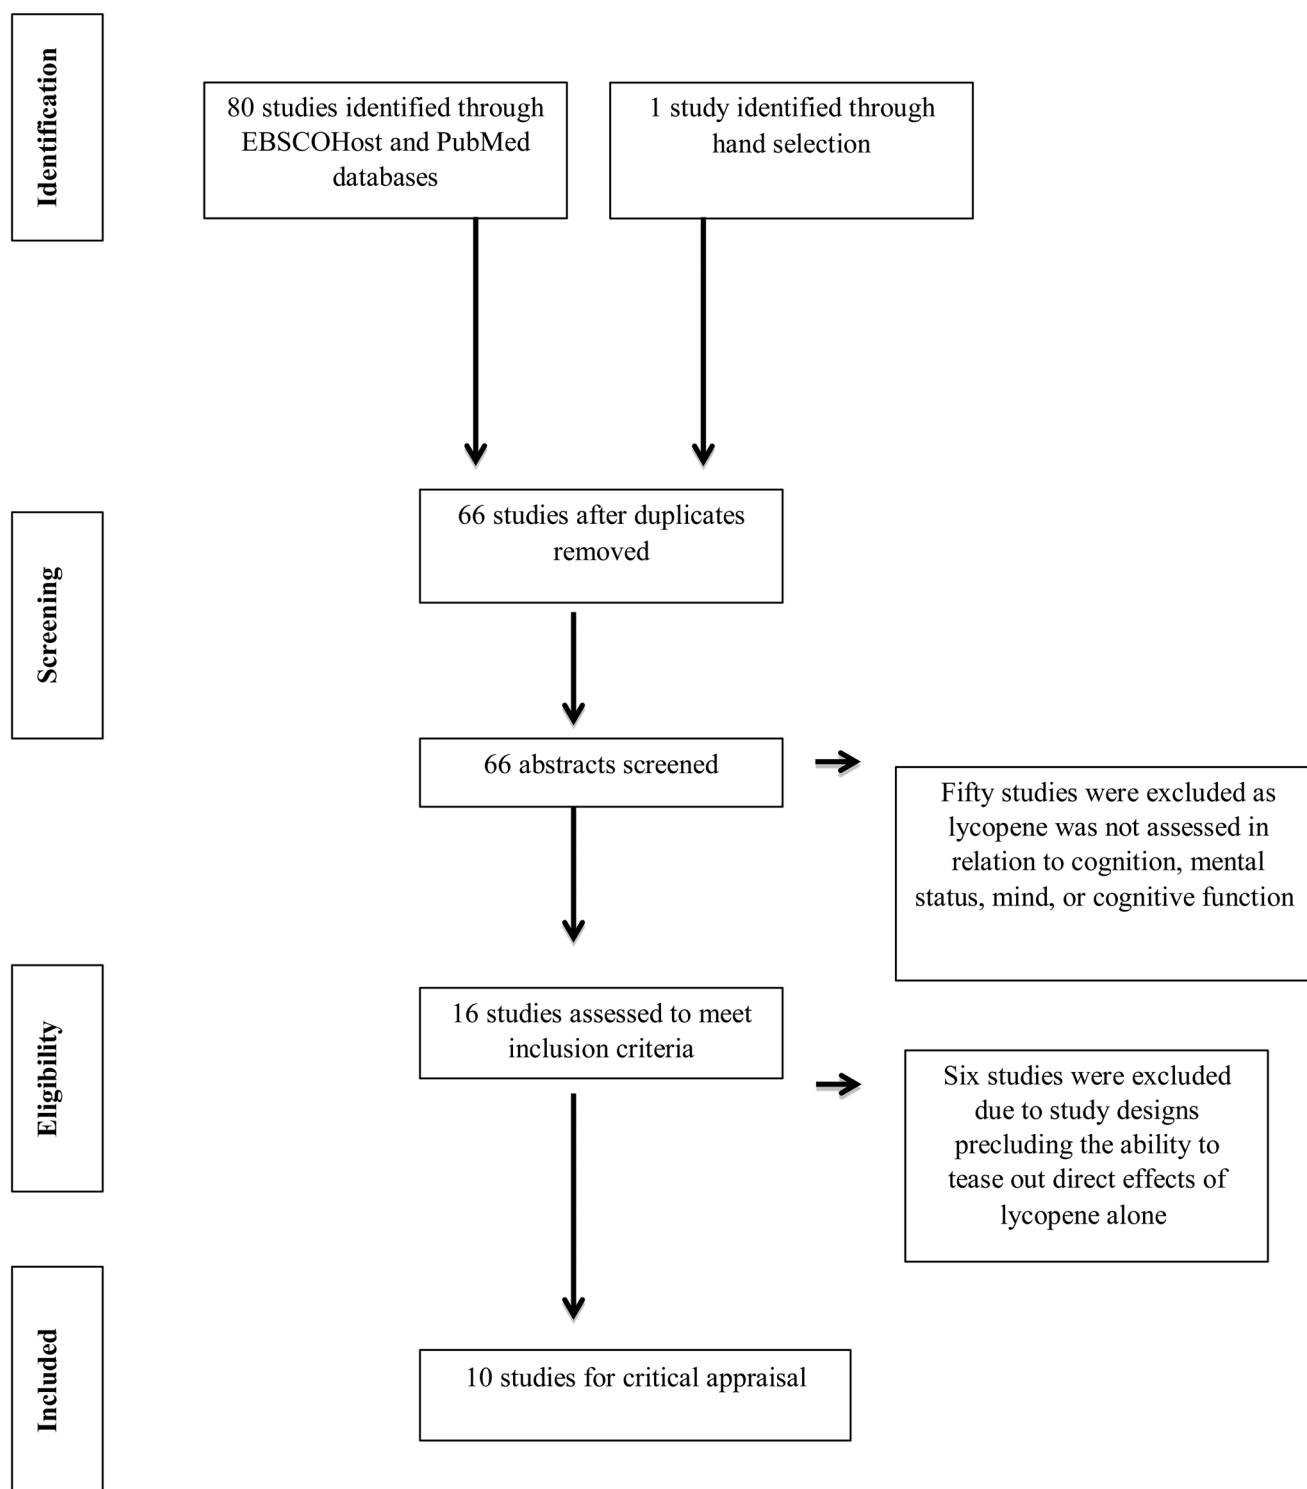 Identification
80 studies identified through
EBSCOHost and PubMed
databases
1 study identified through
hand selection
Screening
66 studies after duplicates
removed
66 abstracts screened
Fifty studies were excluded as
lycopene was not assessed in
relation to cognition, mental
status, mind, or cognitive function
Eligibility
16 studies assessed to meet
inclusion criteria
Six studies were excluded
due to study designs
precluding the ability to
tease out direct effects of
lycopene alone
Included
10 studies for critical appraisal